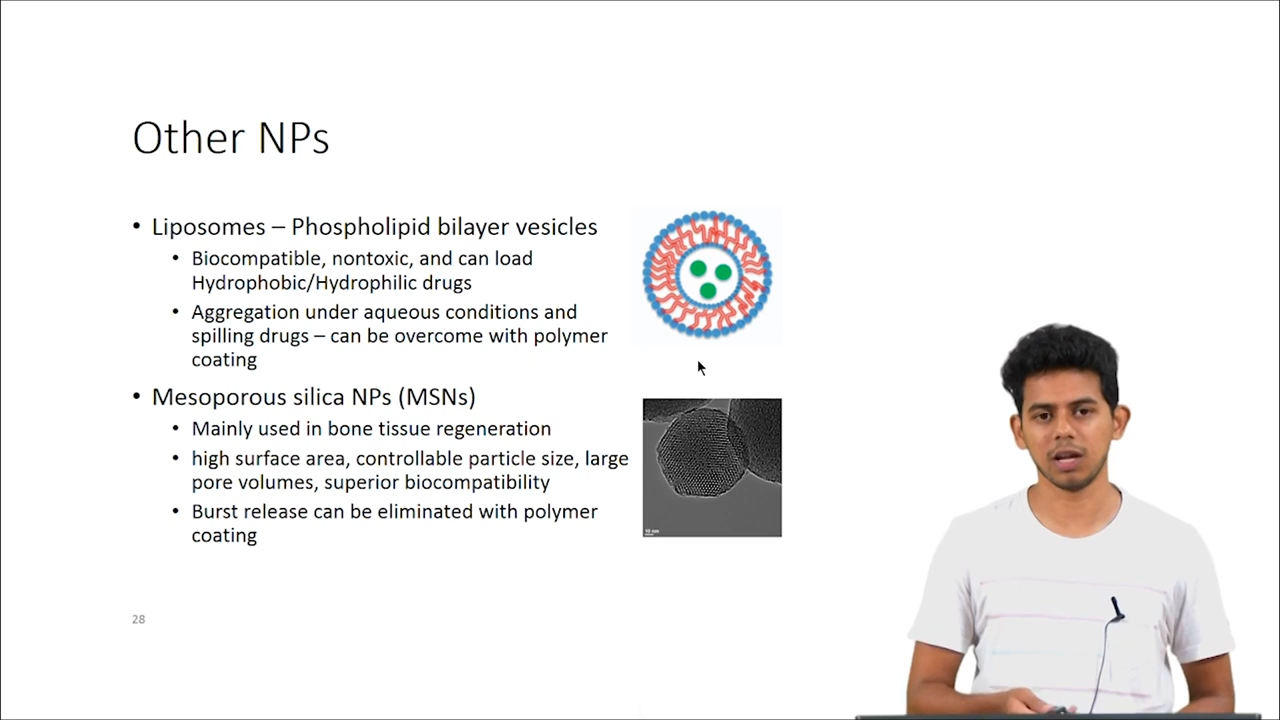 Other NPs
• Liposomes – Phospholipid bilayer vesicles
• Biocompatible, nontoxic, and can load
Hydrophobic/Hydrophilic drugs
• Aggregation under aqueous conditions and
spilling drugs – can be overcome with polymer
coating
• Mesoporous silica NPs (MSNs)
• Mainly used in bone tissue regeneration
• high surface area, controllable particle size, large
pore volumes, superior biocompatibility
• Burst release can be eliminated with polymer
coating
10 nm
28